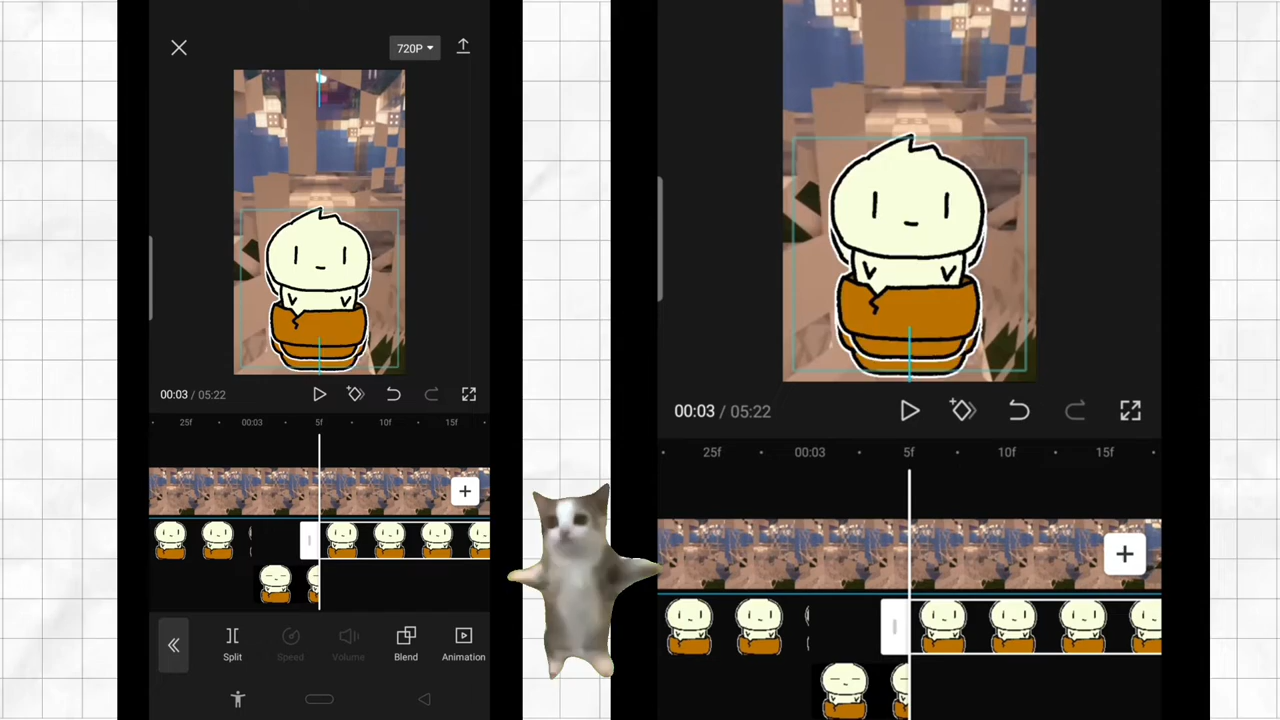 720P
00:03 / 05:22
25f 00:03 5f 10f 15f
Split Speed Volume Blend Animation
00:03 / 05:22
25f 00:03 5f 10f 15f